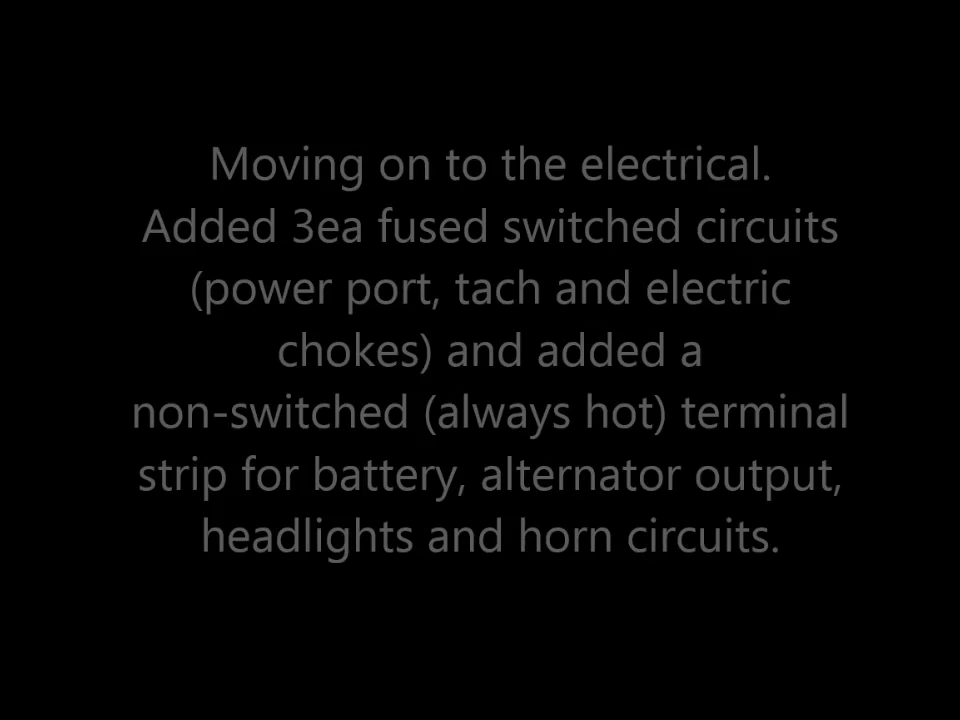 Moving on to the electrical.
Added 3ea fused switched circuits
(power port, tach and electric
chokes) and added a
non-switched (always hot) terminal
strip for battery, alternator output,
headlights and horn circuits.